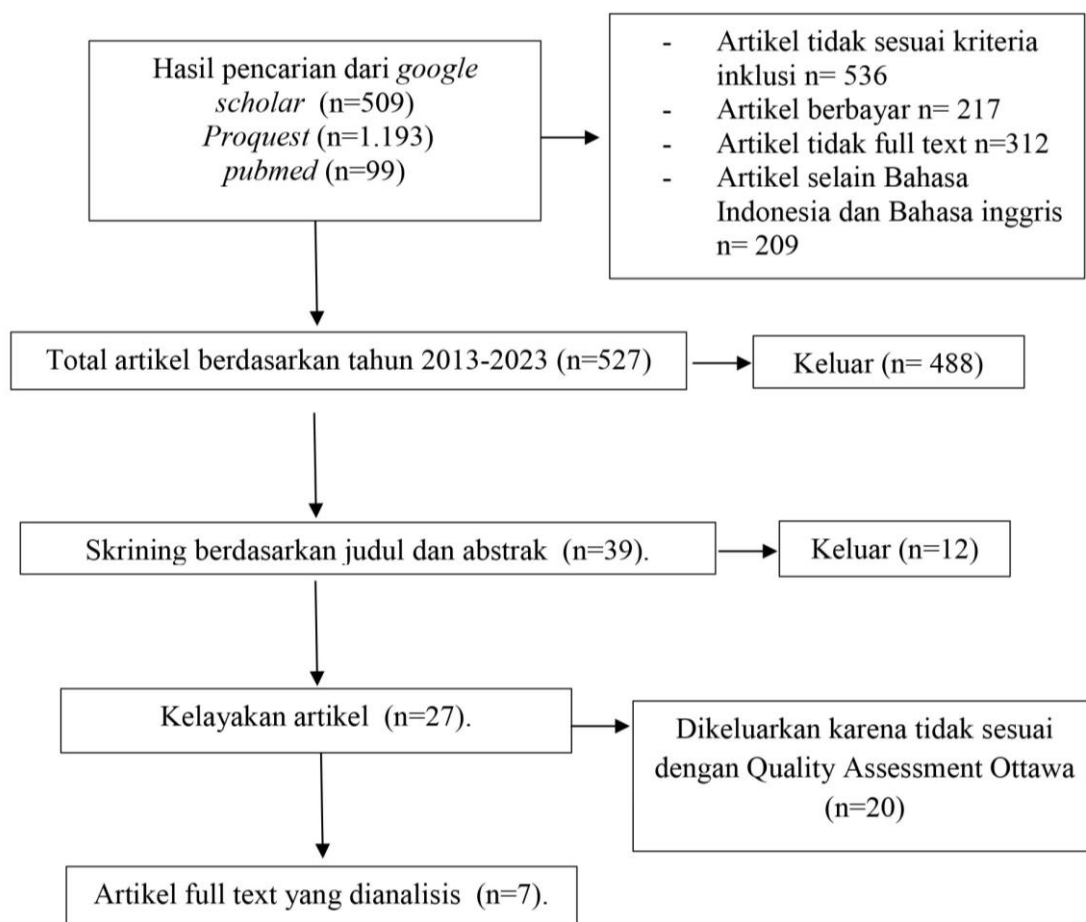 Hasil pencarian dari google
scholar (n=509)
Proquest (n=1.193)
pubmed (n=99)
- Artikel tidak sesuai kriteria
inklusi n= 536
- Artikel berbayar n= 217
- Artikel tidak full text n=312
- Artikel selain Bahasa
Indonesia dan Bahasa inggris
n= 209
Total artikel berdasarkan tahun 2013-2023 (n=527)
Keluar (n= 488)
Skrining berdasarkan judul dan abstrak (n=39).
Keluar (n=12)
Kelayakan artikel (n=27).
Dikeluarkan karena tidak sesuai
dengan Quality Assessment Ottawa
(n=20)
Artikel full text yang dianalisis (n=7).